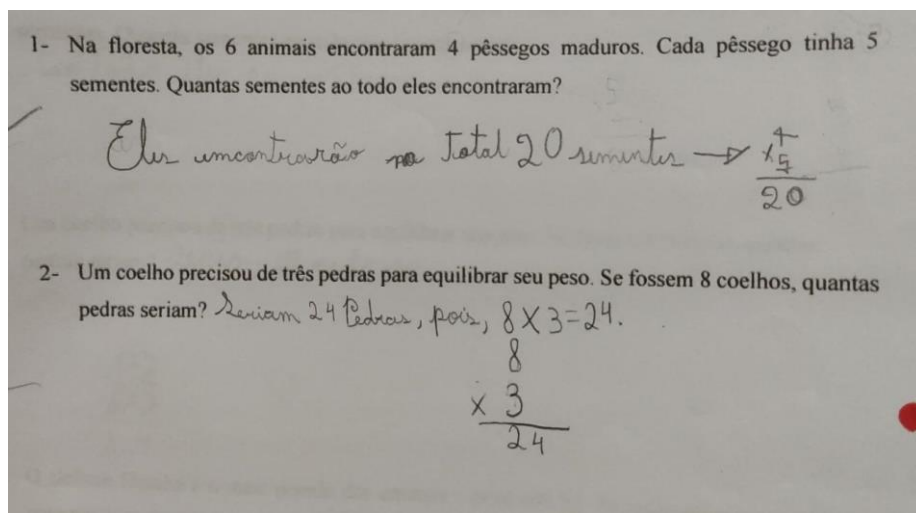 1- Na floresta, os 6 animais encontraram 4 pêssegos maduros. Cada pêssego tinha 5
sementes. Quantas sementes ao todo eles encontraram?
Eles emcontrarão no Total 20 sementes → 4
x 5
20
2- Um coelho precisou de três pedras para equilibrar seu peso. Se fossem 8 coelhos, quantas
pedras seriam? Seriam 24 Pedras, pois, 8 X 3 = 24.
8
x 3
24